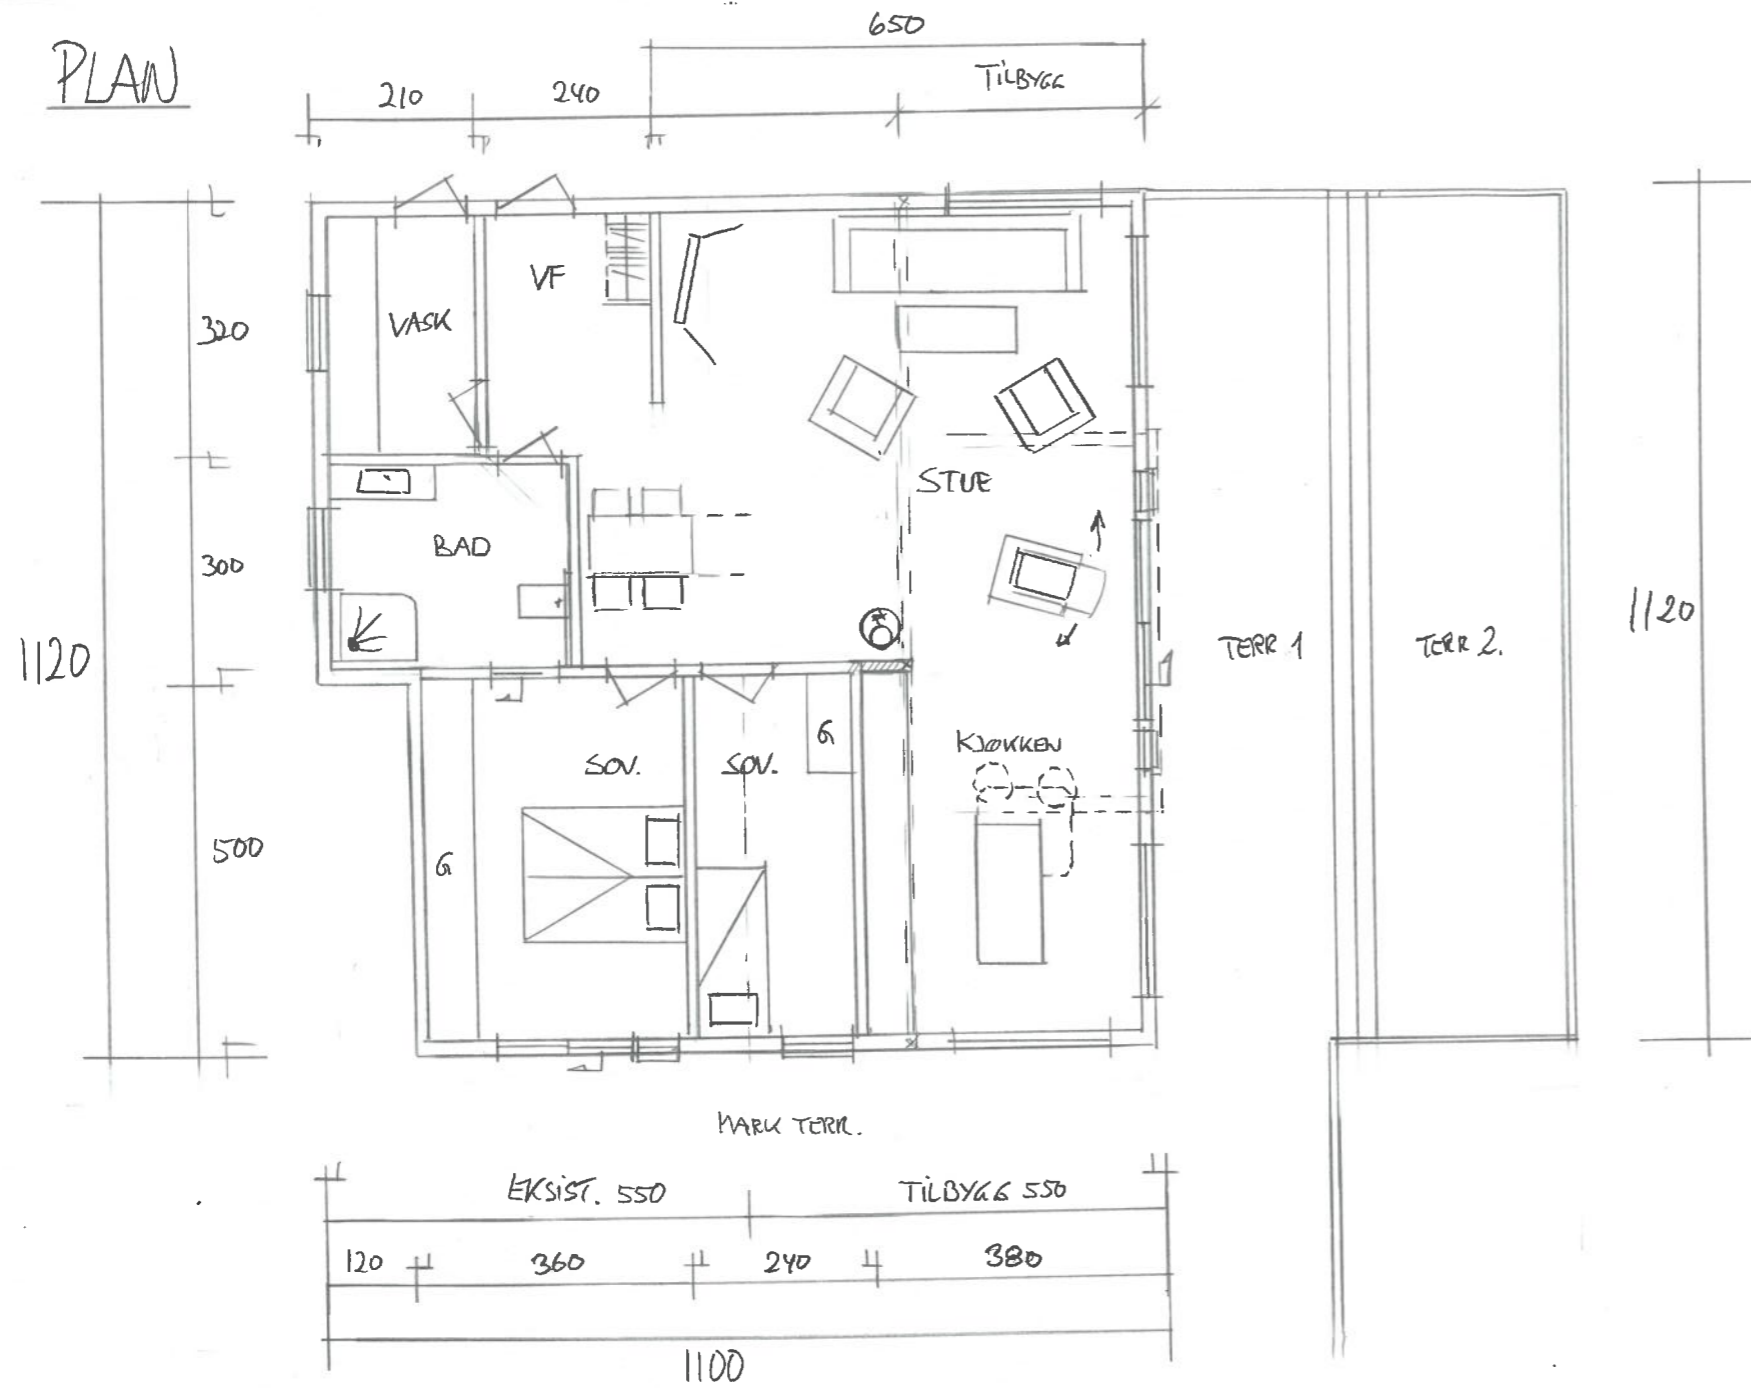 PLAN
650
TILBYGG
210
240
VF
VASK
320
STUE
BAD
300
1120
TERR 1
TERR 2.
1120
KJØKKEN
G
SOV.
SOV.
G
500
MARK TERR.
EKSIST. 550
TILBYGG 550
120
360
240
380
1100